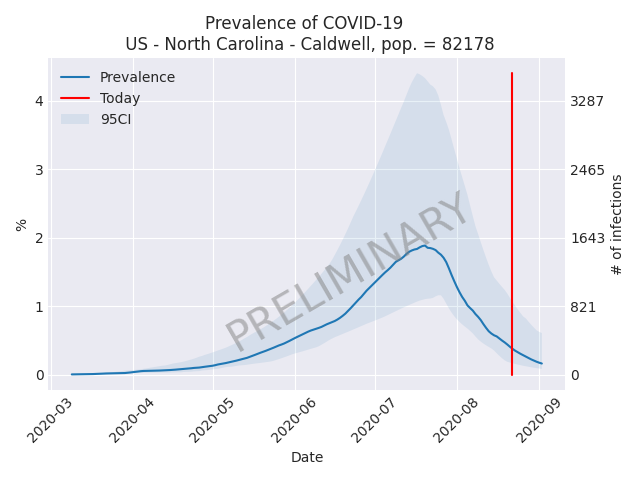 Prevalence of COVID-19
US - North Carolina - Caldwell, pop. = 82178
Prevalence
Today
95CI
%
4
3
2
1
0
3287
2465
1643
821
0
# of infections
PRELIMINARY
2020-03
2020-04
2020-05
2020-06
2020-07
2020-08
2020-09
Date